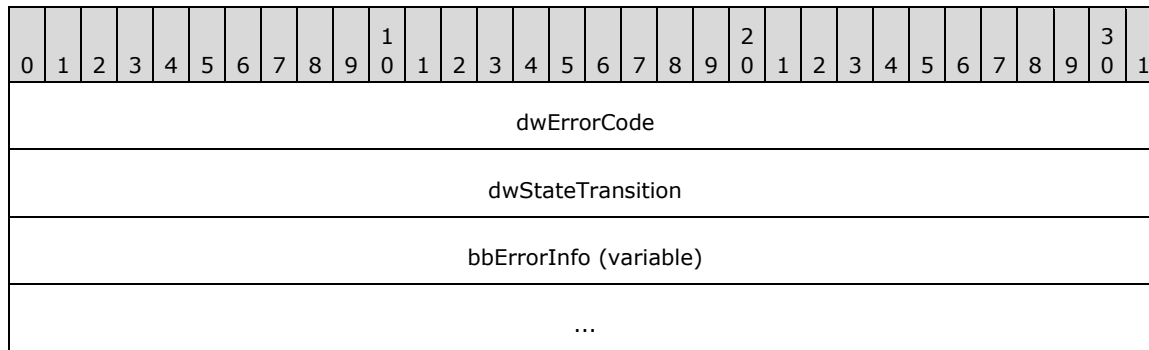 0 1 2 3 4 5 6 7 8 9 1 0 1 2 3 4 5 6 7 8 9 2 0 1 2 3 4 5 6 7 8 9 3 0 1
dwErrorCode
dwStateTransition
bbErrorInfo (variable)
...